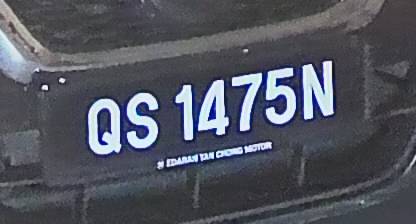 QS 1475N
EDARAN TAN CHONG MOTOR